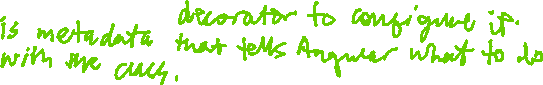 decorator to configure it.
is metadata that tells Angular what to do
with the class.